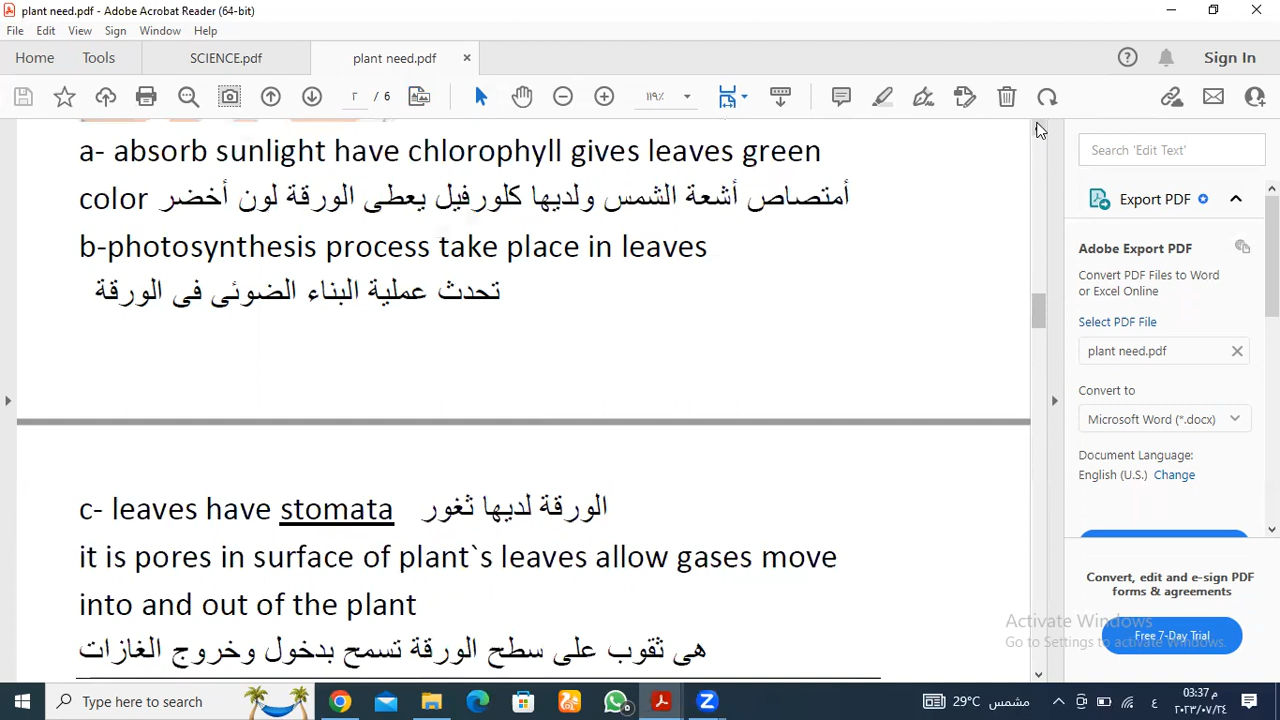 plant need.pdf - Adobe Acrobat Reader (64-bit)
File Edit View Sign Window Help
Home Tools SCIENCE.pdf plant need.pdf × Sign In
٢ / 6 ١١٩٪
a- absorb sunlight have chlorophyll gives leaves green
color أمتصاص أشعة الشمس ولديها كلورفيل يعطى الورقة لون أخضر
b-photosynthesis process take place in leaves
تحدث عملية البناء الضوئى فى الورقة
c- leaves have stomata الورقة لديها ثغور
it is pores in surface of plant`s leaves allow gases move
into and out of the plant
هى ثقوب على سطح الورقة تسمح بدخول وخروج الغازات
Search 'Edit Text'
Export PDF
Adobe Export PDF
Convert PDF Files to Word
or Excel Online
Select PDF File
plant need.pdf
Convert to
Microsoft Word (*.docx)
Document Language:
English (U.S.) Change
Convert, edit and e-sign PDF
forms & agreements
Activate Windows
Go to Settings to activate Windows.
Free 7-Day Trial
Type here to search
29°C مشمس
ع
03:37 م
٢٠٢٣/٠٧/٢٤